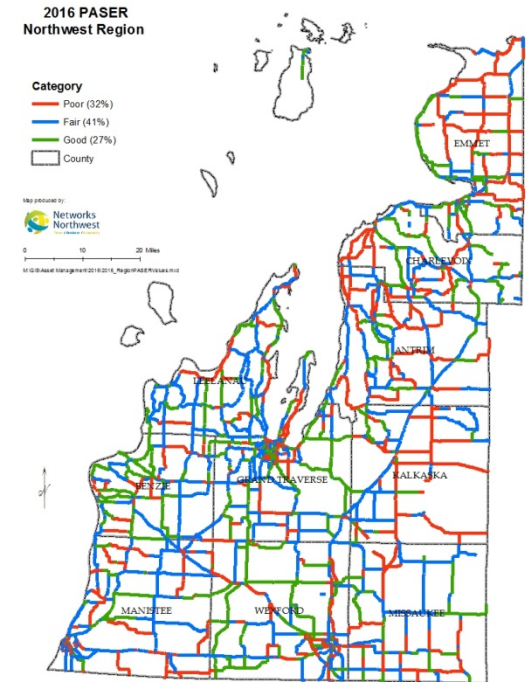 2016 PASER
Northwest Region
Category
Poor (32%)
Fair (41%)
Good (27%)
County
Map produced by:
Networks
Northwest
0 10 20 Miles
EMMET
CHARLEVOIX
ANTRIM
LEELANAU
KALKASKA
GRAND TRAVERSE
BENZIE
MANISTEE
WEXFORD
MISSAUKEE